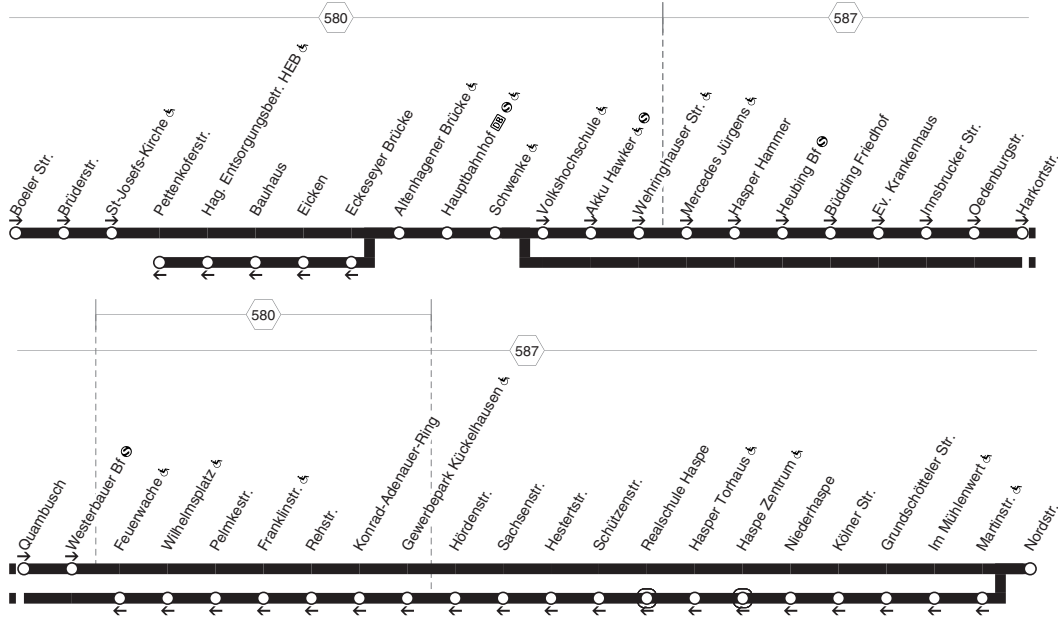 580
587
Boeler Str.
Brüderstr.
St-Josefs-Kirche
Pettenkoferstr.
Hag. Entsorgungsbetr. HEB
Bauhaus
Eicken
Eckeseyer Brücke
Altenhagener Brücke
Hauptbahnhof DB S
Schwenke
Volkshochschule
Akku Hawker S
Wehringhauser Str.
Mercedes Jürgens
Hasper Hammer
Heubing Bf S
Büdding Friedhof
Ev. Krankenhaus
Innsbrucker Str.
Oedenburgstr.
Harkortstr.
580
587
Quambusch
Westerbauer Bf S
Feuerwache
Wilhelmsplatz
Pelmkestr.
Franklinstr.
Rehstr.
Konrad-Adenauer-Ring
Gewerbepark Kückelhausen
Hördenstr.
Sachsenstr.
Hestertstr.
Schützenstr.
Realschule Haspe
Hasper Torhaus
Haspe Zentrum
Niederhaspe
Kölner Str.
Grundschötteler Str.
Im Mühlenwert
Martinstr.
Nordstr.